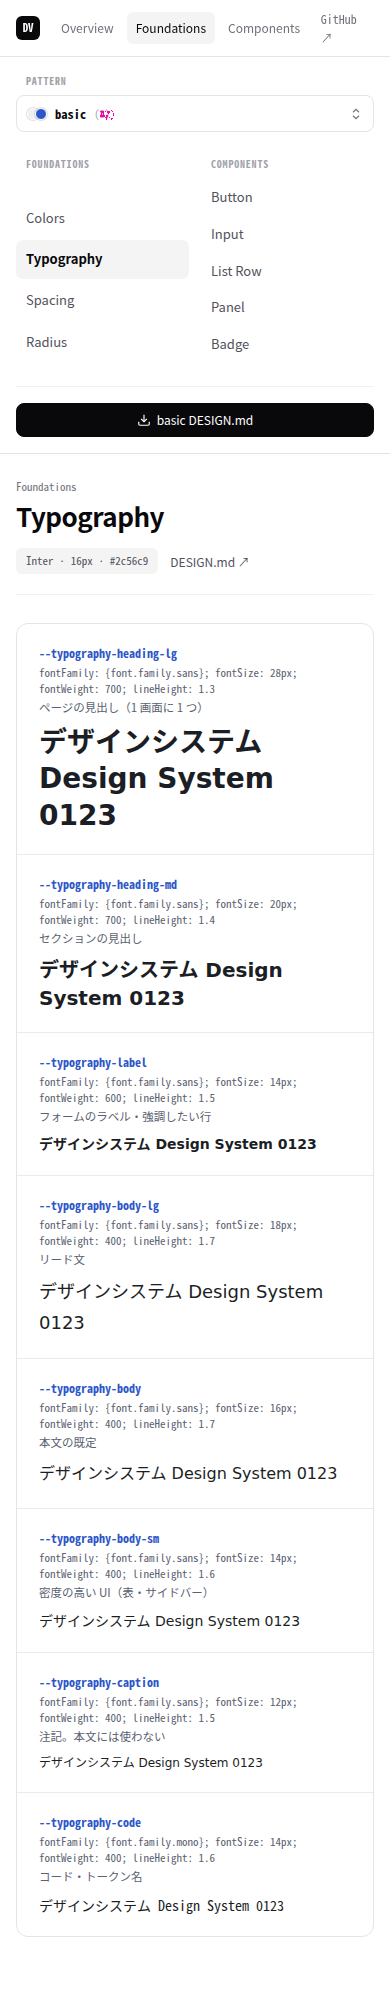 DV Overview Foundations Components GitHub ↗
PATTERN
basic
FOUNDATIONS
Colors
Typography
Spacing
Radius
COMPONENTS
Button
Input
List Row
Panel
Badge
basic DESIGN.md
Foundations
Typography
Inter · 16px · #2c56c9 DESIGN.md ↗
--typography-heading-lg
fontFamily: {font.family.sans}; fontSize: 28px;
fontWeight: 700; lineHeight: 1.3
ページの見出し（1 画面に 1 つ）
デザインシステム
Design System
0123
--typography-heading-md
fontFamily: {font.family.sans}; fontSize: 20px;
fontWeight: 700; lineHeight: 1.4
セクションの見出し
デザインシステム Design
System 0123
--typography-label
fontFamily: {font.family.sans}; fontSize: 14px;
fontWeight: 600; lineHeight: 1.5
フォームのラベル・強調したい行
デザインシステム Design System 0123
--typography-body-lg
fontFamily: {font.family.sans}; fontSize: 18px;
fontWeight: 400; lineHeight: 1.7
リード文
デザインシステム Design System
0123
--typography-body
fontFamily: {font.family.sans}; fontSize: 16px;
fontWeight: 400; lineHeight: 1.7
本文の既定
デザインシステム Design System 0123
--typography-body-sm
fontFamily: {font.family.sans}; fontSize: 14px;
fontWeight: 400; lineHeight: 1.6
密度の高い UI（表・サイドバー）
デザインシステム Design System 0123
--typography-caption
fontFamily: {font.family.sans}; fontSize: 12px;
fontWeight: 400; lineHeight: 1.5
注記。本文には使わない
デザインシステム Design System 0123
--typography-code
fontFamily: {font.family.mono}; fontSize: 14px;
fontWeight: 400; lineHeight: 1.6
コード・トークン名
デザインシステム Design System 0123